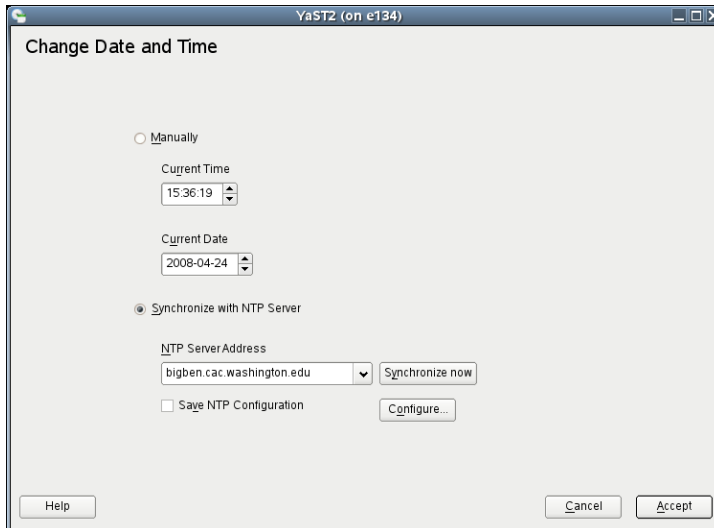 YaST2 (on e134)
Change Date and Time
Manually
Current Time
15:36:19
Current Date
2008-04-24
Synchronize with NTP Server
NTP Server Address
bigben.cac.washington.edu
Synchronize now
Save NTP Configuration
Configure...
Help
Cancel
Accept